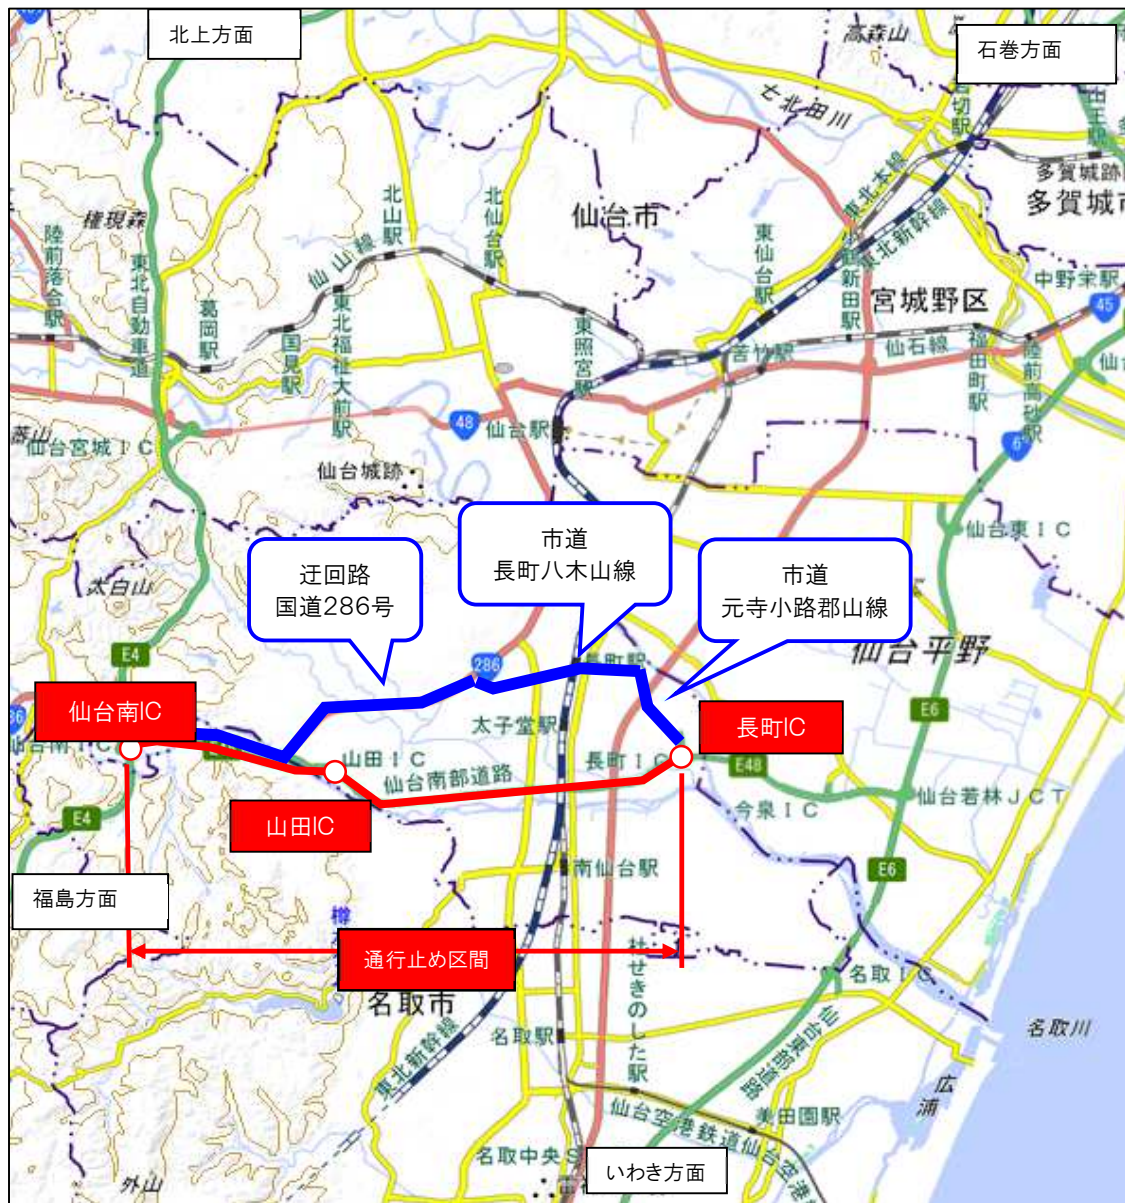 北上方面
石巻方面
高森山
七北田川
多賀城市
権現森
陸前落合駅
東北自動車道
葛岡駅
仙山線
国見駅
東北福祉大前駅
北山駅
北仙台駅
仙台市
東照宮駅
東仙台駅
東北本線
東北新幹線
宮城野区
中野栄駅
45
苦竹駅
仙石線
福田町駅
陸前高砂駅
仙台宮城IC
48
仙台駅
仙台城跡
仙台東IC
太白山
迂回路
国道286号
市道
長町八木山線
市道
元寺小路郡山線
仙台平野
E4
286
長町駅
E6
仙台南IC
仙台南IC
太子堂駅
長町IC
山田IC
長町IC
E48
仙台南部道路
仙台若林JCT
今泉IC
E4
山田IC
E6
南仙台駅
福島方面
通行止め区間
杜せきのした駅
名取IC
名取市
名取川
東北新幹線
名取駅
仙台東部道路
広浦
美田園駅
仙台空港鉄道仙台空港
名取中央S
いわき方面
外山